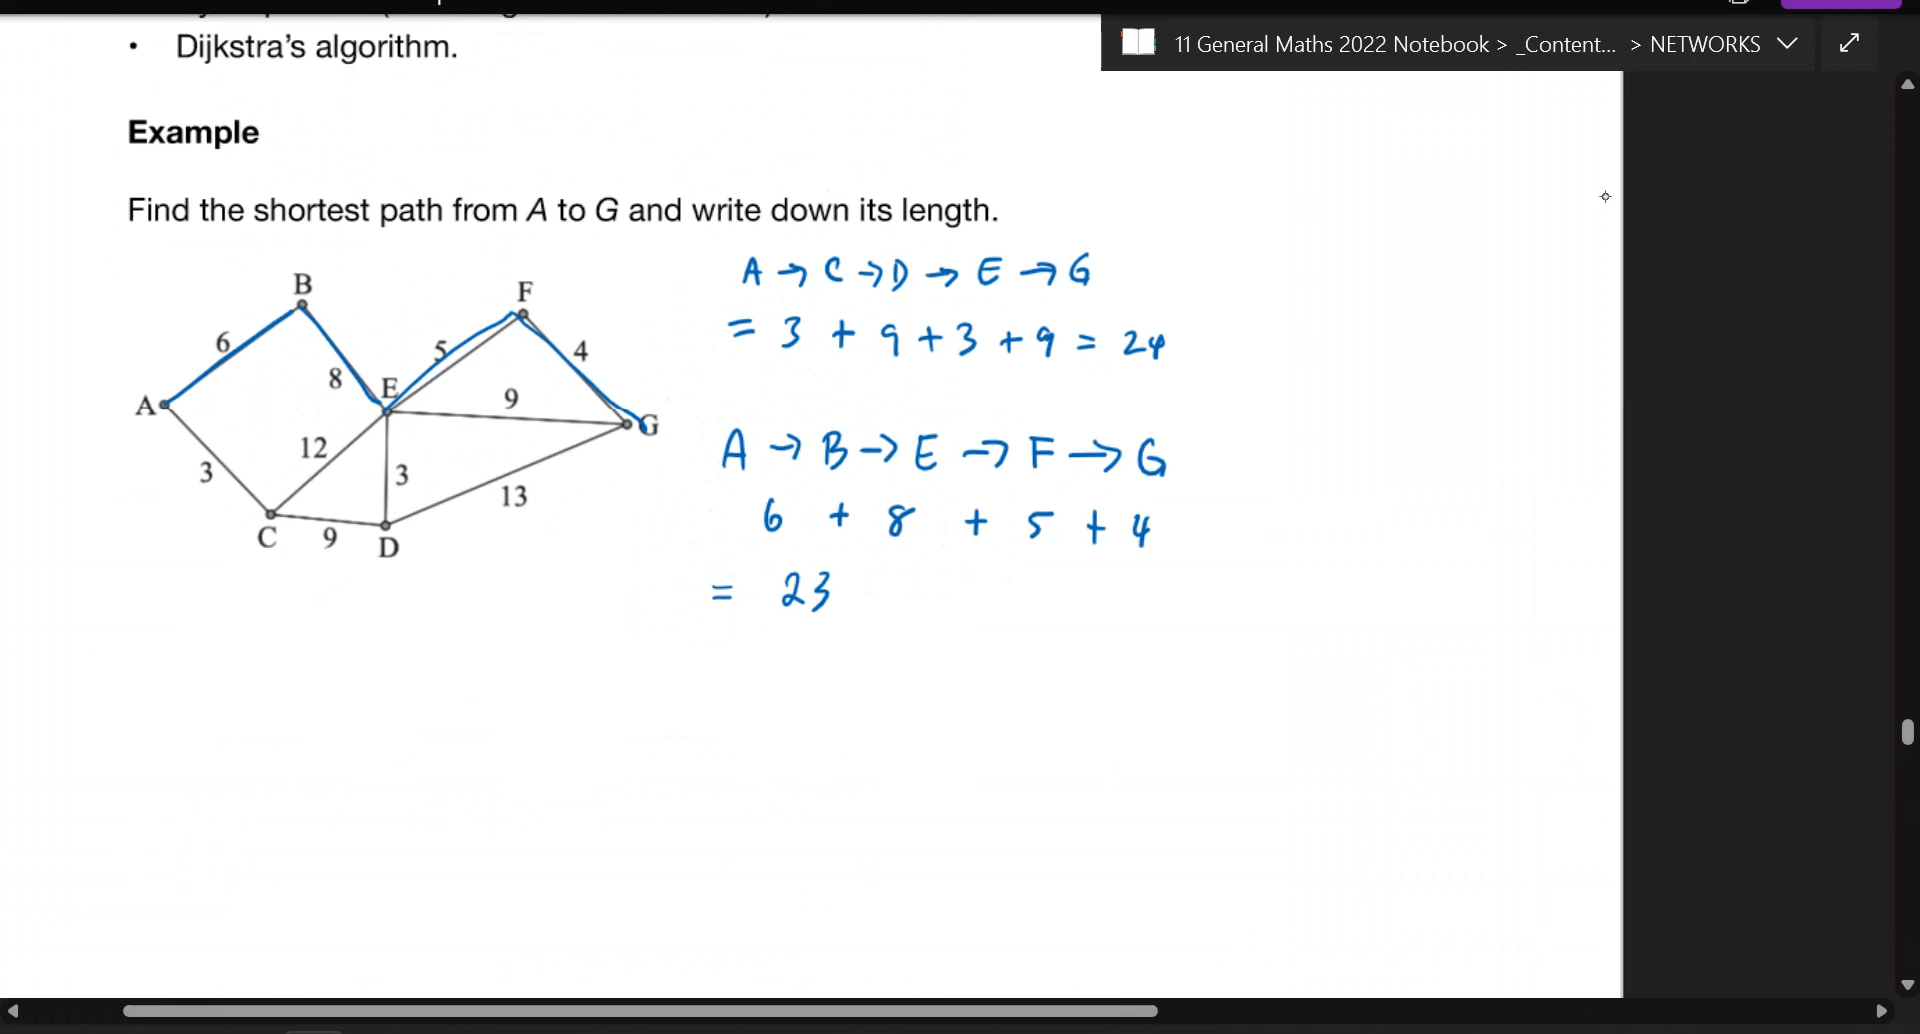 11 General Maths 2022 Notebook > _Content... > NETWORKS
• Dijkstra's algorithm.
Example
Find the shortest path from A to G and write down its length.
A → C → D → E → G
= 3 + 9 + 3 + 9 = 24
A → B → E → F → G
6 + 8 + 5 + 4
= 23
B
F
6
5
4
8
E
9
A
G
12
3
3
13
C
9
D